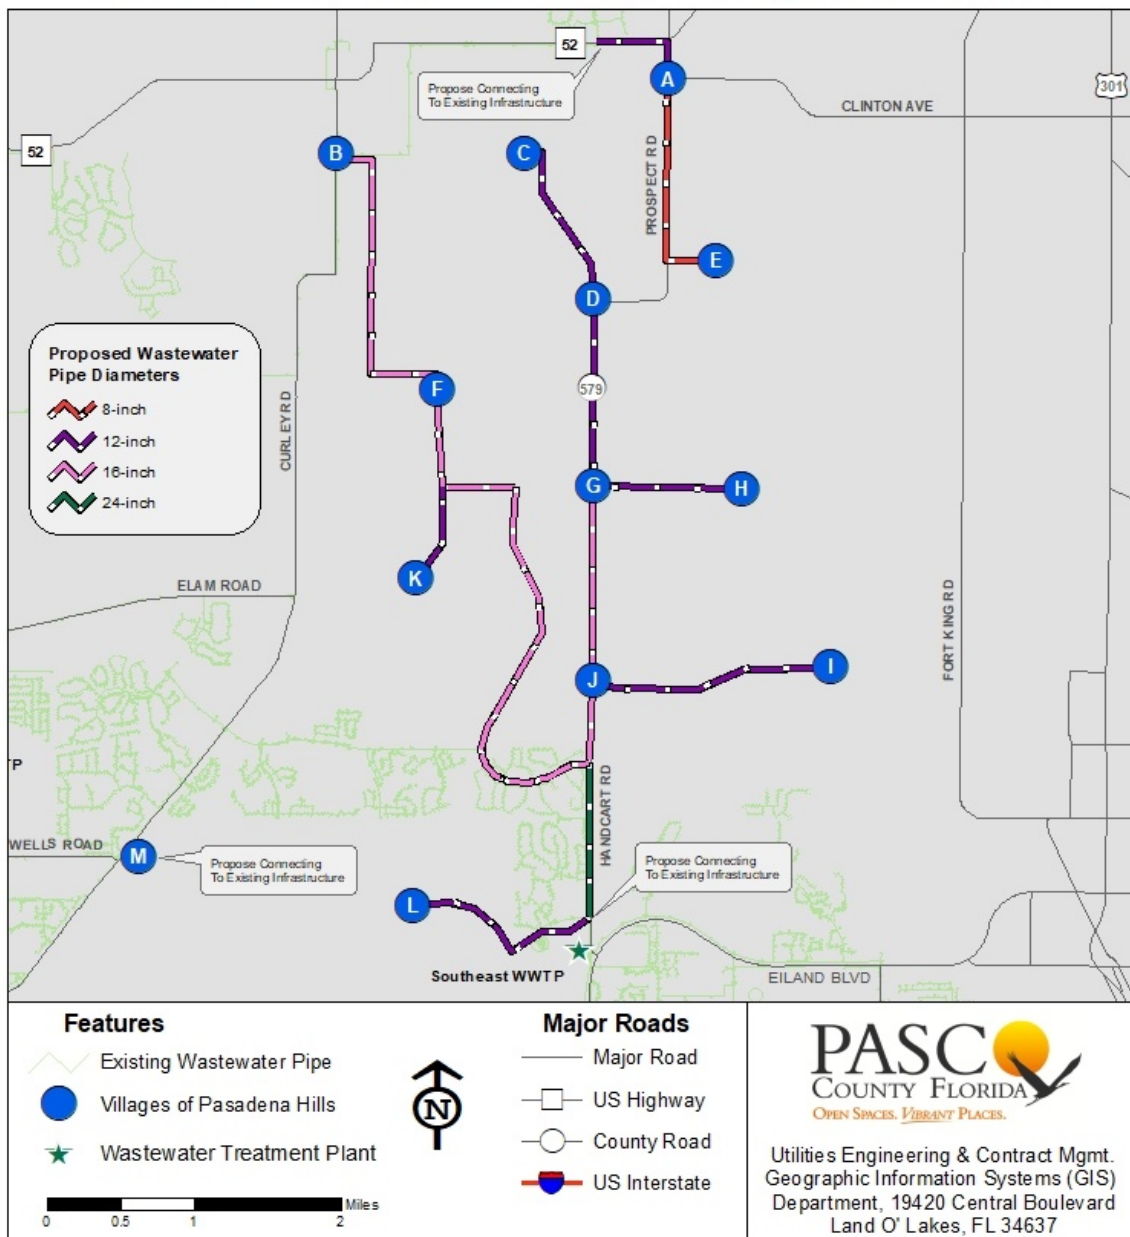 52
A
Propose Connecting
To Existing Infrastructure
301
CLINTON AVE
52
B
C
PROSPECT RD
E
D
Proposed Wastewater
Pipe Diameters
8-inch
12-inch
16-inch
24-inch
579
F
CURLEY RD
G
H
K
ELAM ROAD
FORT KING RD
J
I
TP
HANDCART RD
WELLS ROAD
M
Propose Connecting
To Existing Infrastructure
Propose Connecting
To Existing Infrastructure
L
Southeast WWTP
EILAND BLVD
Features
Existing Wastewater Pipe
Villages of Pasadena Hills
Wastewater Treatment Plant
N
0 0.5 1 2 Miles
Major Roads
Major Road
US Highway
County Road
US Interstate
PASCO
COUNTY FLORIDA
OPEN SPACES. VIBRANT PLACES.
Utilities Engineering & Contract Mgmt.
Geographic Information Systems (GIS)
Department, 19420 Central Boulevard
Land O' Lakes, FL 34637